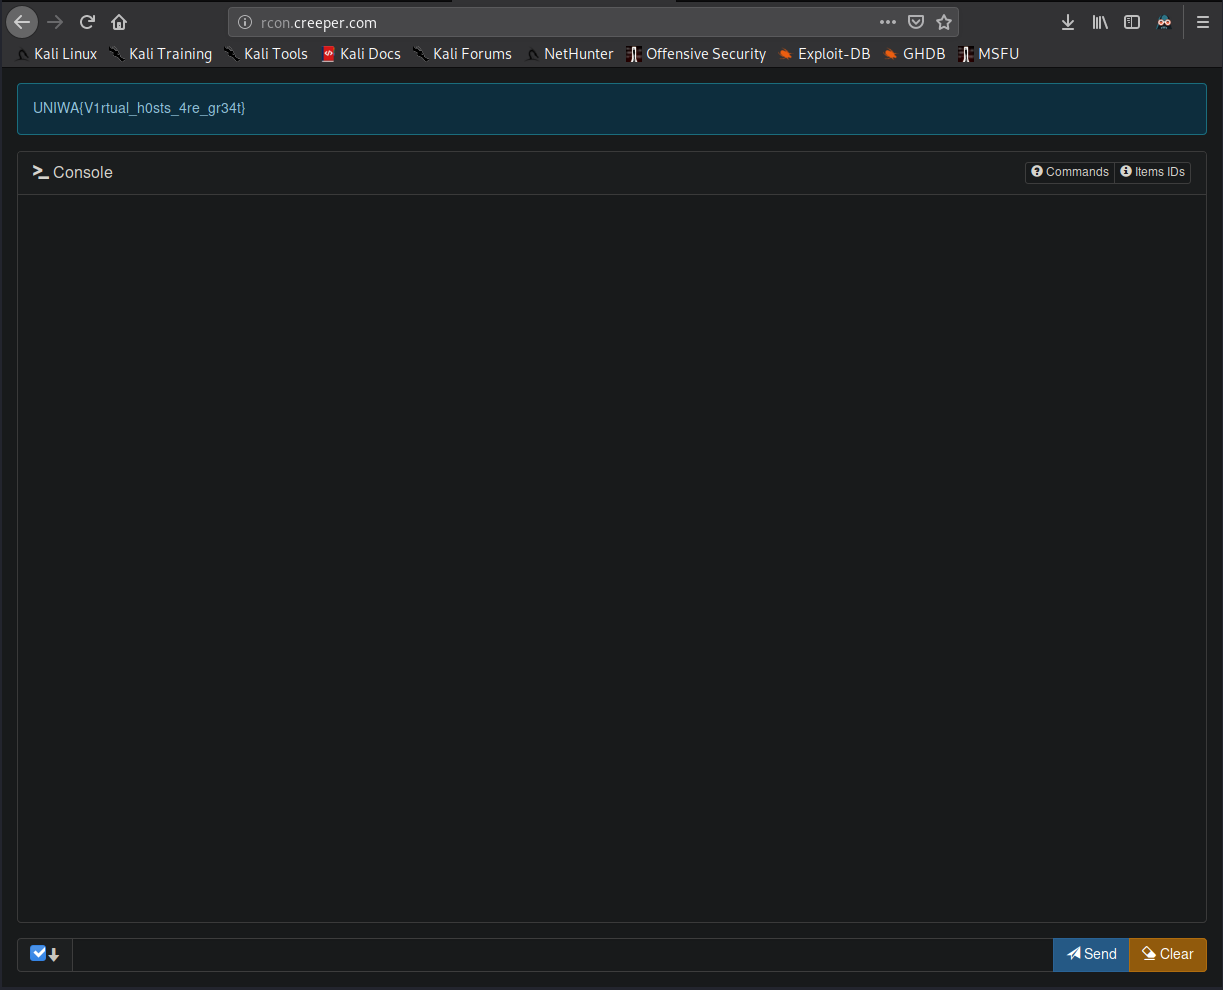 rcon.creeper.com
Kali Linux Kali Training Kali Tools Kali Docs Kali Forums NetHunter Offensive Security Exploit-DB GHDB MSFU
UNIWA{V1rtual_h0sts_4re_gr34t}
Console Commands Items IDs
Send Clear